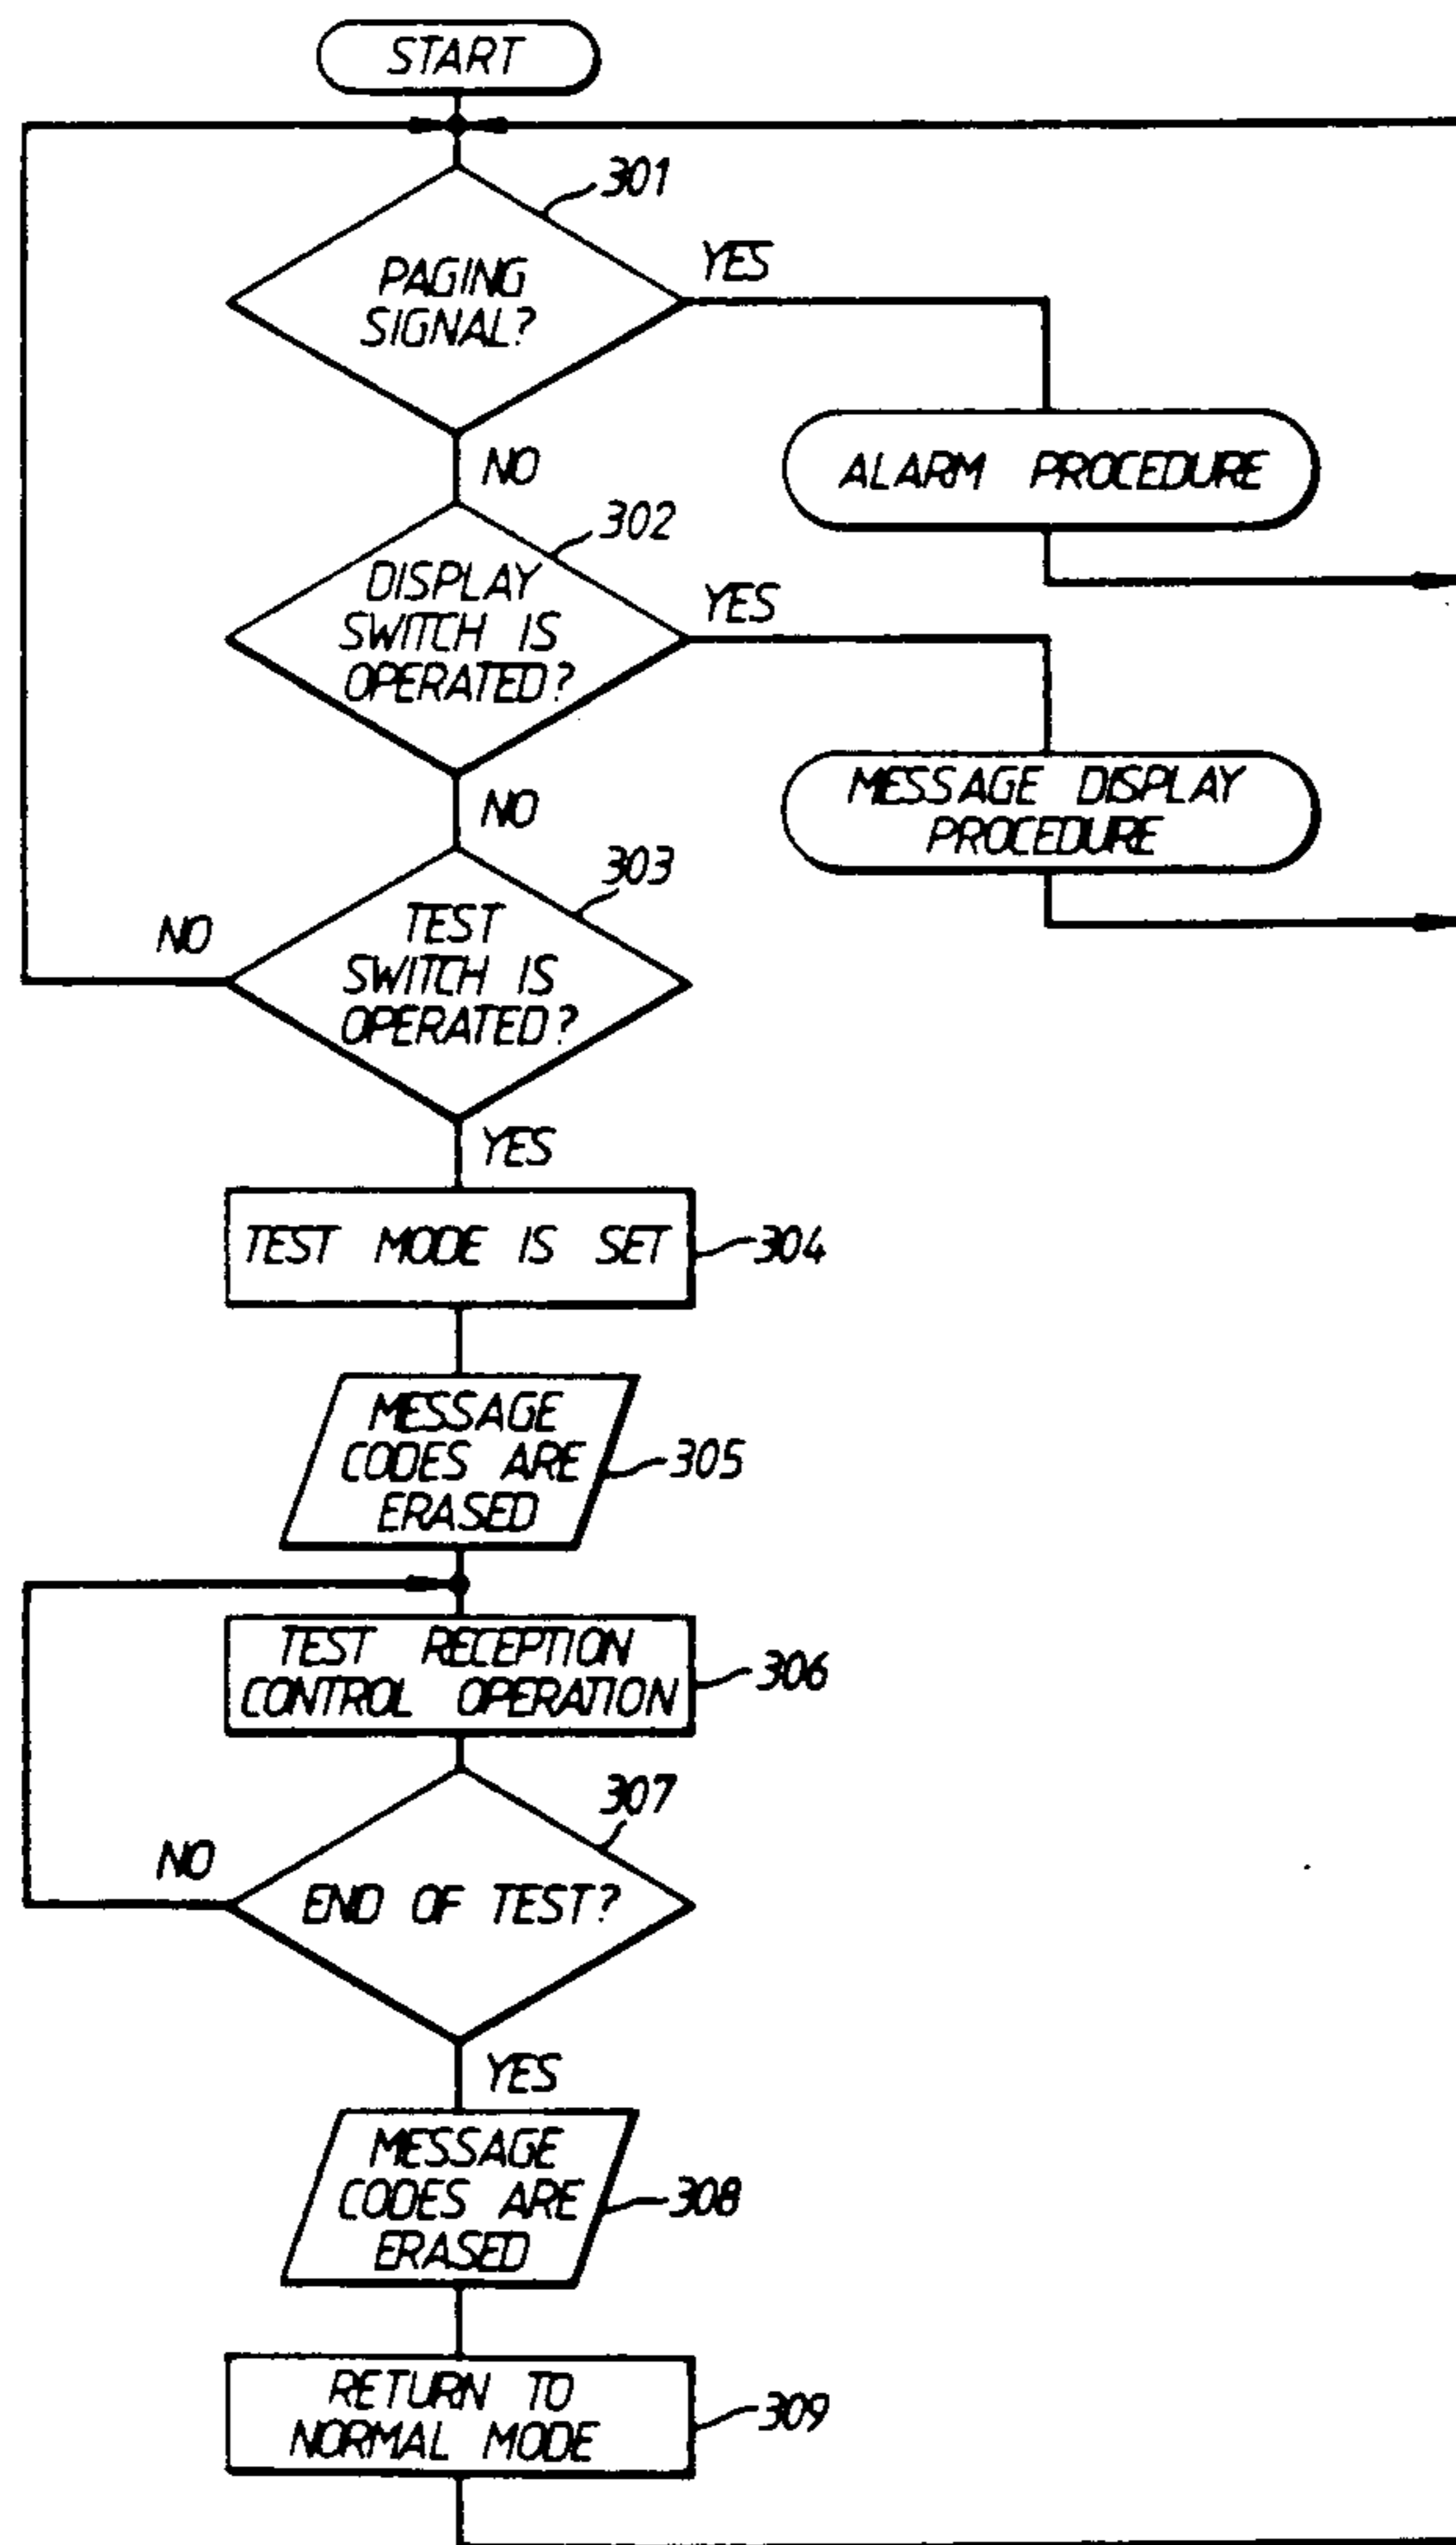 START
301
PAGING
SIGNAL?
YES
NO
ALARM PROCEDURE
302
DISPLAY
SWITCH IS
OPERATED?
YES
NO
MESSAGE DISPLAY
PROCEDURE
303
TEST
SWITCH IS
OPERATED?
NO
YES
TEST MODE IS SET
304
MESSAGE
CODES ARE
ERASED
305
TEST RECEPTION
CONTROL OPERATION
306
307
END OF TEST?
NO
YES
MESSAGE
CODES ARE
ERASED
308
RETURN TO
NORMAL MODE
309